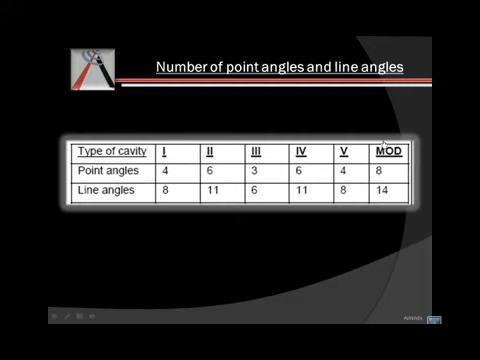 Number of point angles and line angles
Type of cavity I II III IV V MOD
Point angles 4 6 3 6 4 8
Line angles 8 11 6 11 8 14